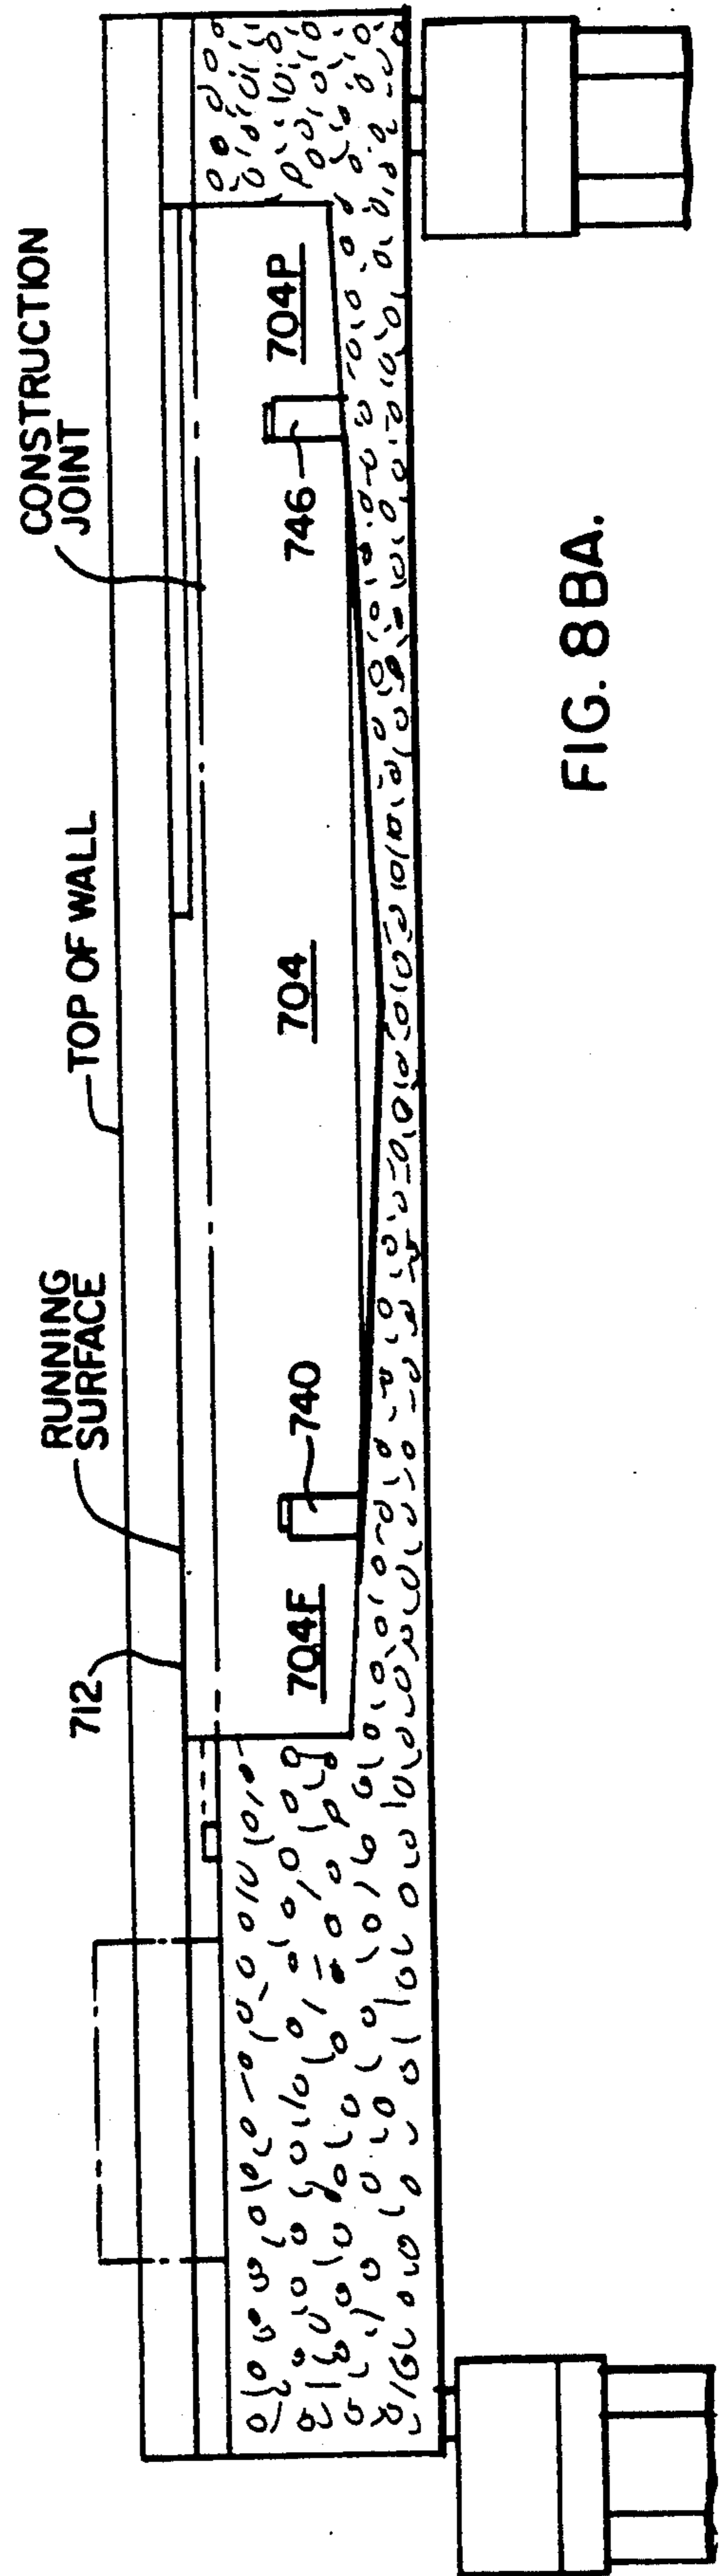 TOP OF WALL
CONSTRUCTION
JOINT
RUNNING
SURFACE
712
704F
740
704
746
704P
FIG. 8BA.